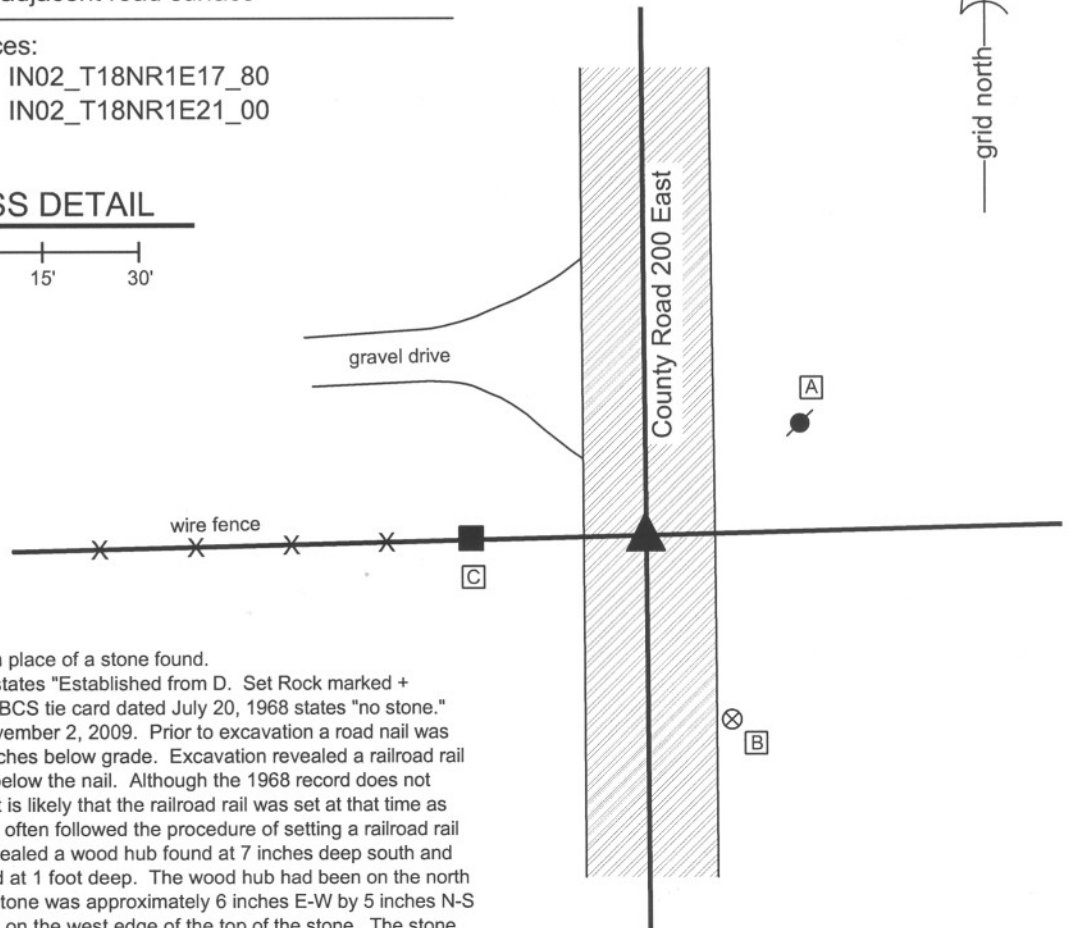 adjacent road surface
ces:
IN02_T18NR1E17_80
IN02_T18NR1E21_00
SS DETAIL
15' 30'
grid north
County Road 200 East
gravel drive
A
wire fence
C
B
place of a stone found.
states "Established from D. Set Rock marked +
BCS tie card dated July 20, 1968 states "no stone."
vember 2, 2009. Prior to excavation a road nail was
ches below grade. Excavation revealed a railroad rail
below the nail. Although the 1968 record does not
t is likely that the railroad rail was set at that time as
often followed the procedure of setting a railroad rail
ealed a wood hub found at 7 inches deep south and
d at 1 foot deep. The wood hub had been on the north
tone was approximately 6 inches E-W by 5 inches N-S
on the west edge of the top of the stone. The stone